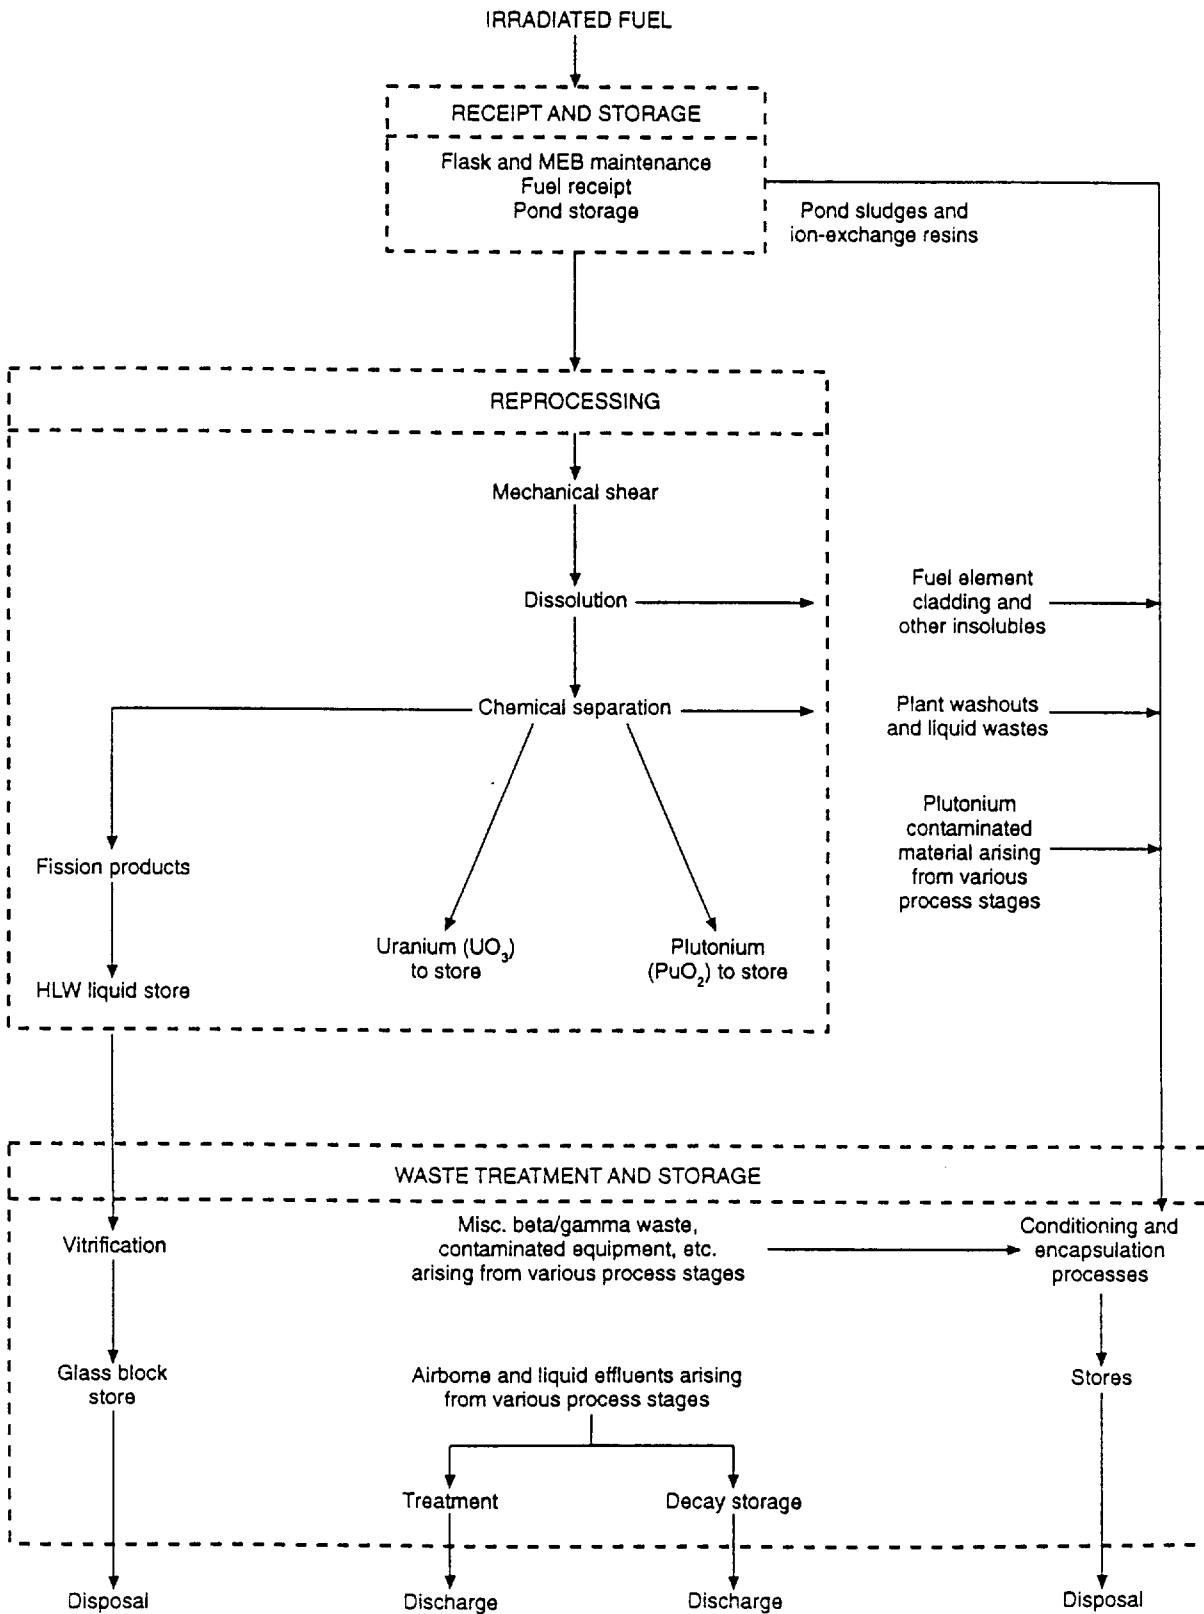 IRRADIATED FUEL
RECEIPT AND STORAGE
Flask and MEB maintenance
Fuel receipt
Pond storage
Pond sludges and
ion-exchange resins
REPROCESSING
Mechanical shear
Dissolution
Fuel element
cladding and
other insolubles
Chemical separation
Plant washouts
and liquid wastes
Plutonium
contaminated
material arising
from various
process stages
Fission products
Uranium (UO₃)
to store
Plutonium
(PuO₂) to store
HLW liquid store
WASTE TREATMENT AND STORAGE
Vitrification
Misc. beta/gamma waste,
contaminated equipment, etc.
arising from various process stages
Conditioning and
encapsulation
processes
Glass block
store
Airborne and liquid effluents arising
from various process stages
Stores
Treatment
Decay storage
Disposal
Discharge
Discharge
Disposal